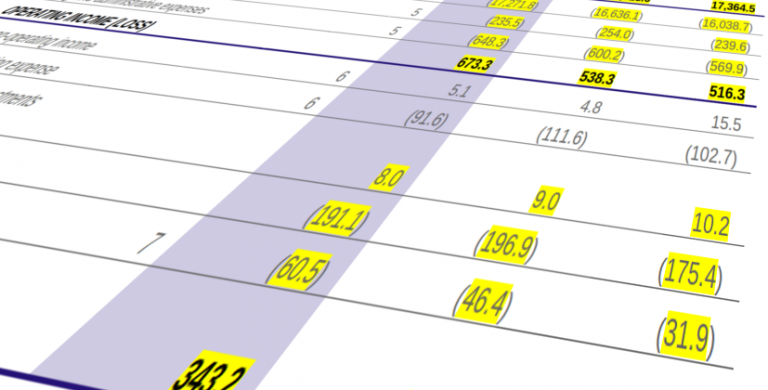 17,364.5
administrative expenses 5 (17,271.8) (16,636.1) (16,038.7)
5 (235.5) (254.0) (239.6)
(648.3) (600.2) (569.9)
OPERATING INCOME (LOSS) 673.3 538.3 516.3
income 6 5.1 4.8 15.5
expense 6 (91.6) (111.6) (102.7)
8.0 9.0 10.2
(191.1) (196.9) (175.4)
7 (60.5) (46.4) (31.9)
343.2